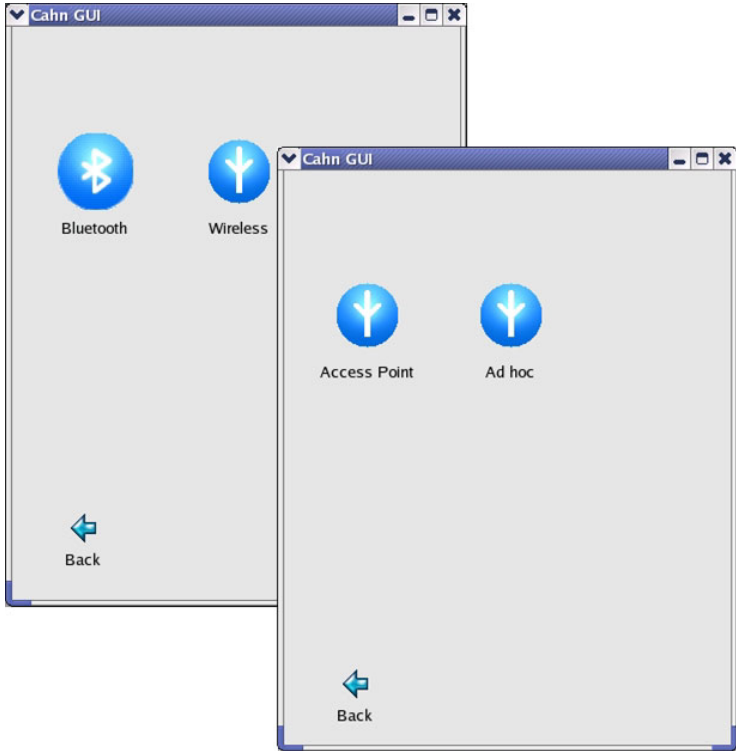 Cahn GUI
Bluetooth
Wireless
Back
Cahn GUI
Access Point
Ad hoc
Back